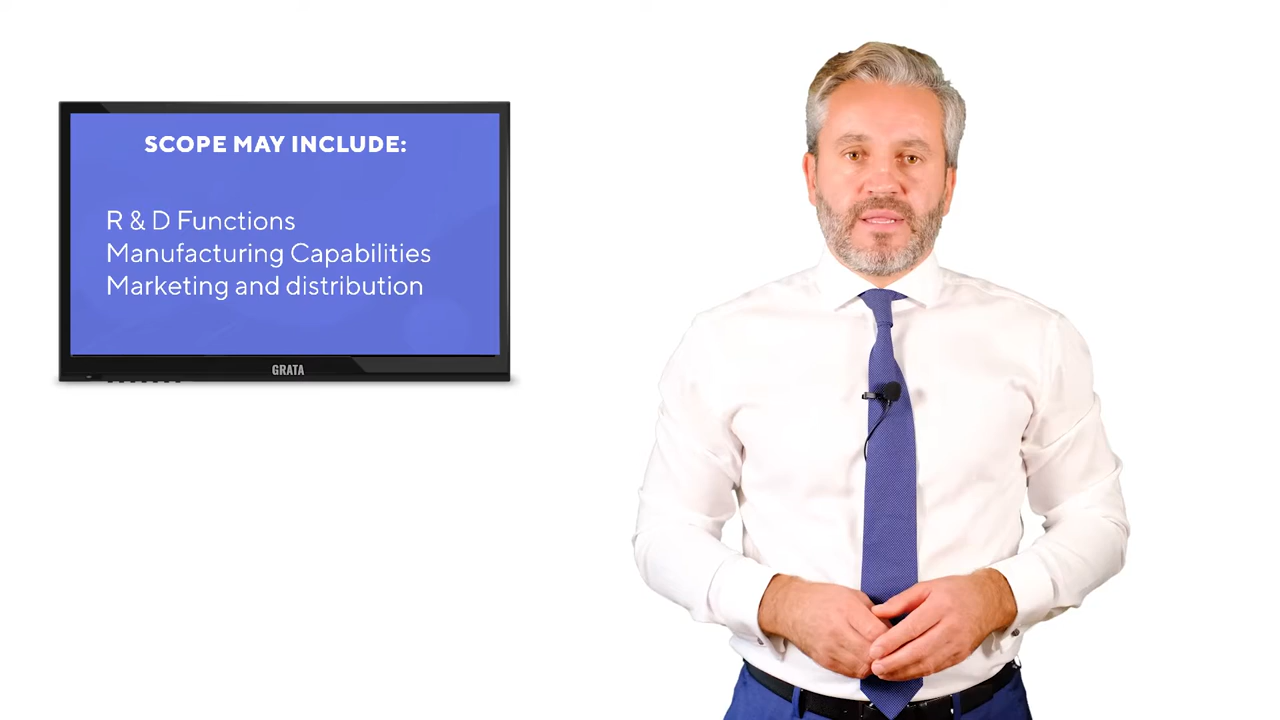 SCOPE MAY INCLUDE:
R & D Functions
Manufacturing Capabilities
Marketing and distribution
GRATA